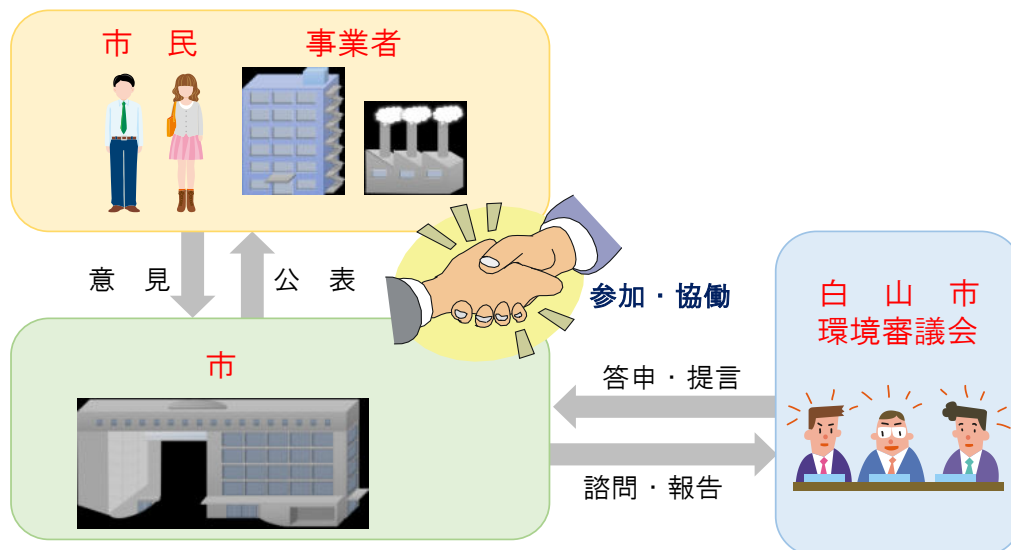 市　民
事業者
意　見
公　表
参加・協働
市
白　山　市
環境審議会
答申・提言
諮問・報告